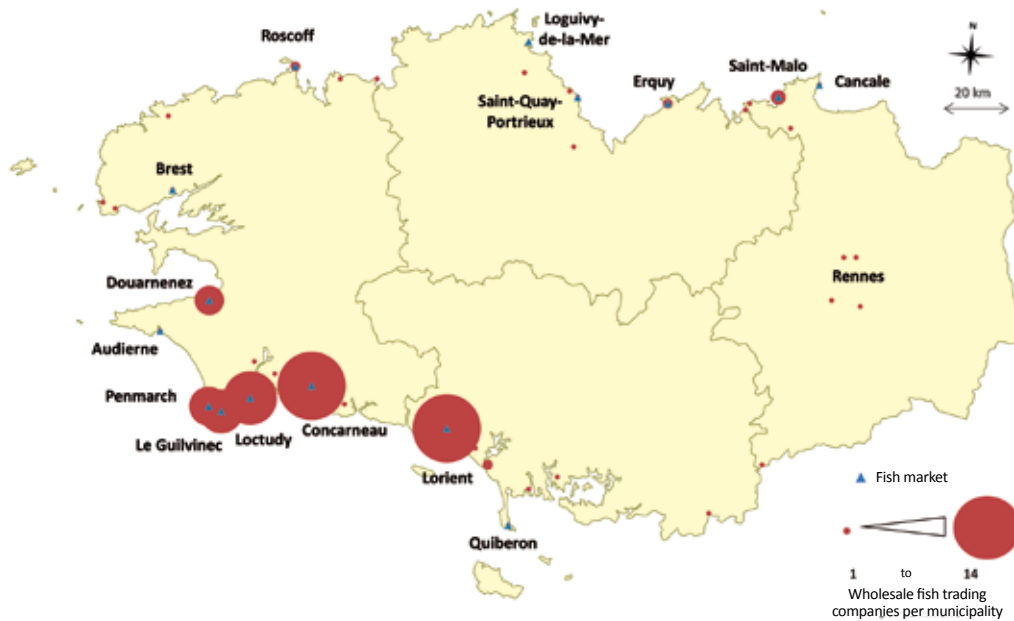 Loguivy-
de-la-Mer
Roscoff
N
Saint-Malo
Erquy
Cancale
20 km
Saint-Quay-
Portrieux
Brest
Rennes
Douarnenez
Audierne
Penmarch
Le Guilvinec
Loctudy
Concarneau
Lorient
Quiberon
Fish market
1 to 14
Wholesale fish trading
companies per municipality